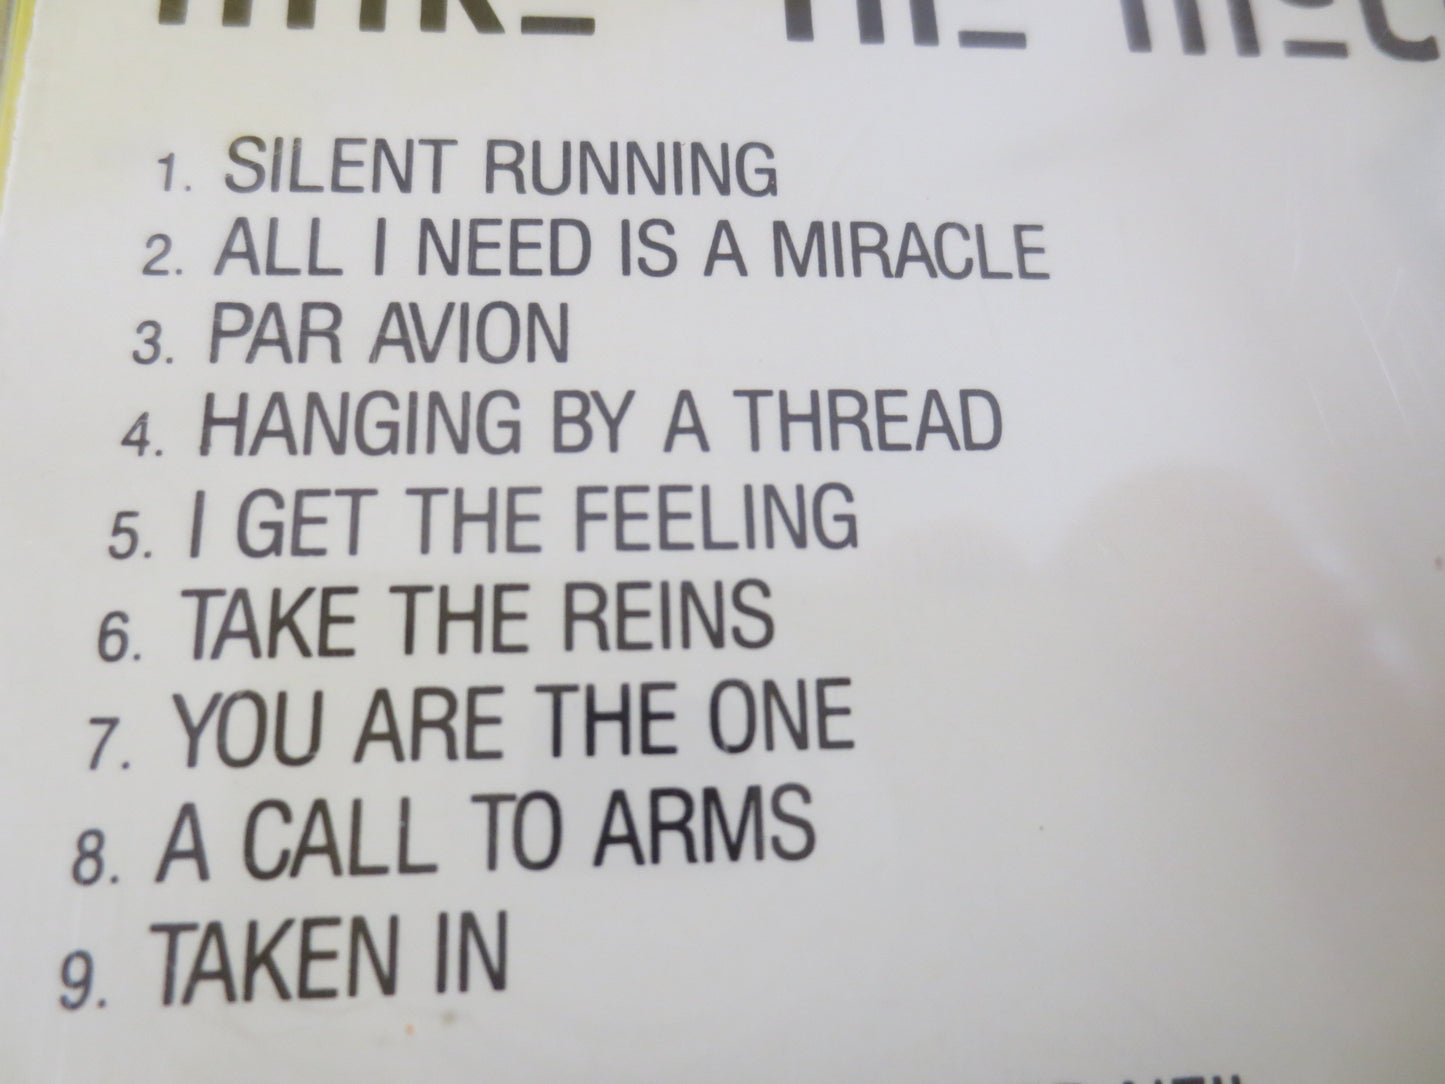 1. SILENT RUNNING
2. ALL I NEED IS A MIRACLE
3. PAR AVION
4. HANGING BY A THREAD
5. I GET THE FEELING
6. TAKE THE REINS
7. YOU ARE THE ONE
8. A CALL TO ARMS
9. TAKEN IN